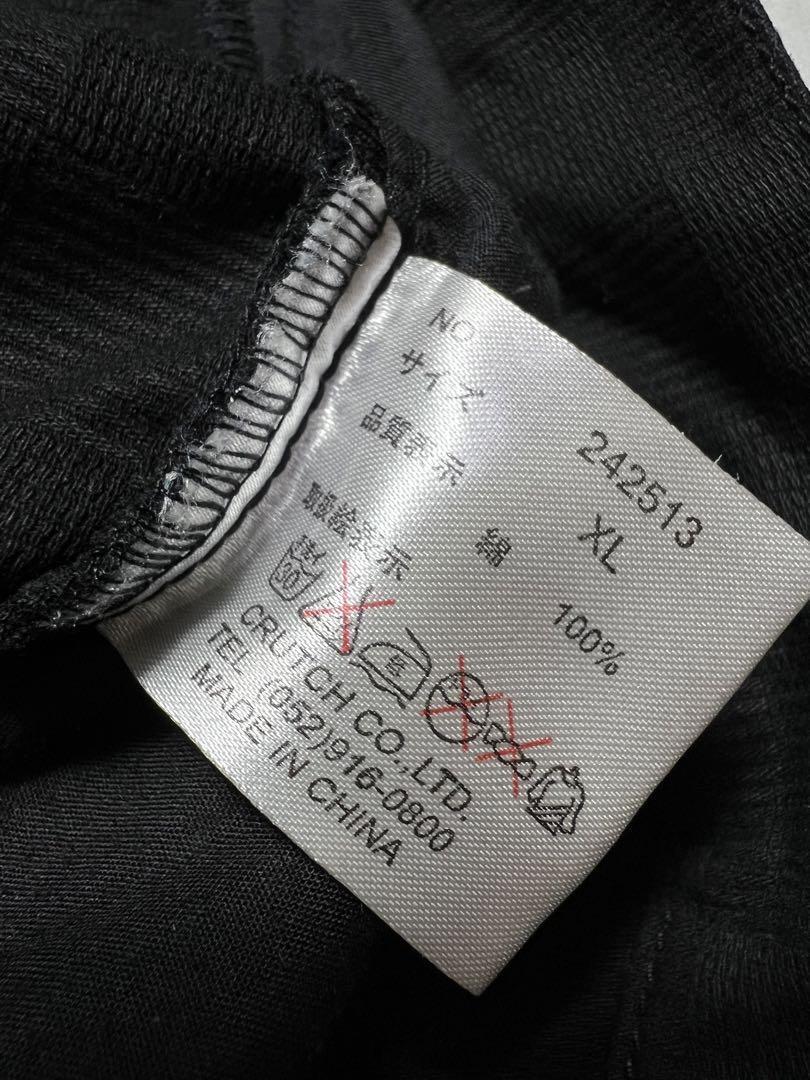 NO 242513
サイズ XL
品質表示
綿 100%
取扱絵表示
CRUTCH CO.,LTD.
TEL (052)916-0800
MADE IN CHINA